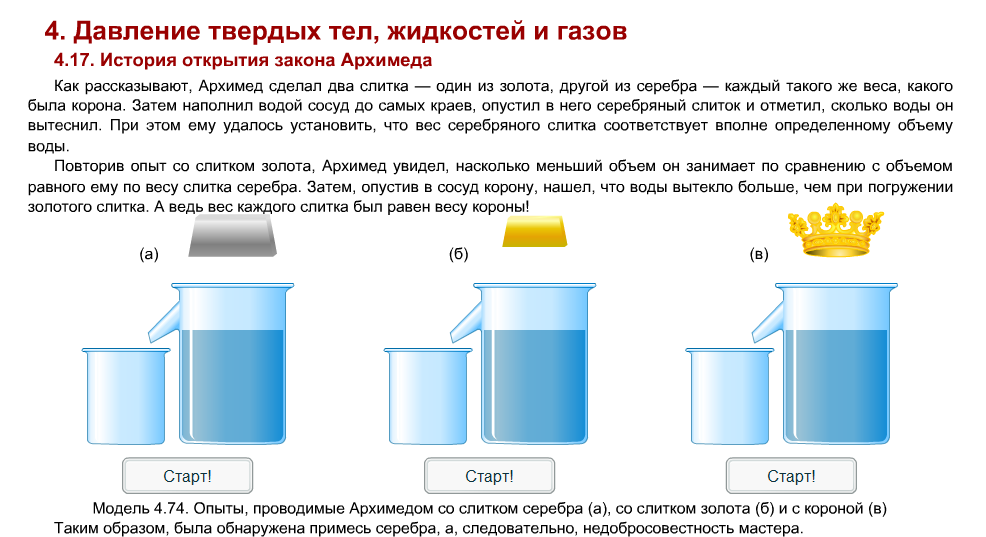 4. Давление твердых тел, жидкостей и газов
4.17. История открытия закона Архимеда
Как рассказывают, Архимед сделал два слитка — один из золота, другой из серебра — каждый такого же веса, какого
была корона. Затем наполнил водой сосуд до самых краев, опустил в него серебряный слиток и отметил, сколько воды он
вытеснил. При этом ему удалось установить, что вес серебряного слитка соответствует вполне определенному объему
воды.
Повторив опыт со слитком золота, Архимед увидел, насколько меньший объем он занимает по сравнению с объемом
равного ему по весу слитка серебра. Затем, опустив в сосуд корону, нашел, что воды вытекло больше, чем при погружении
золотого слитка. А ведь вес каждого слитка был равен весу короны!
(а) (б) (в)
Старт! Старт! Старт!
Модель 4.74. Опыты, проводимые Архимедом со слитком серебра (а), со слитком золота (б) и с короной (в)
Таким образом, была обнаружена примесь серебра, а, следовательно, недобросовестность мастера.